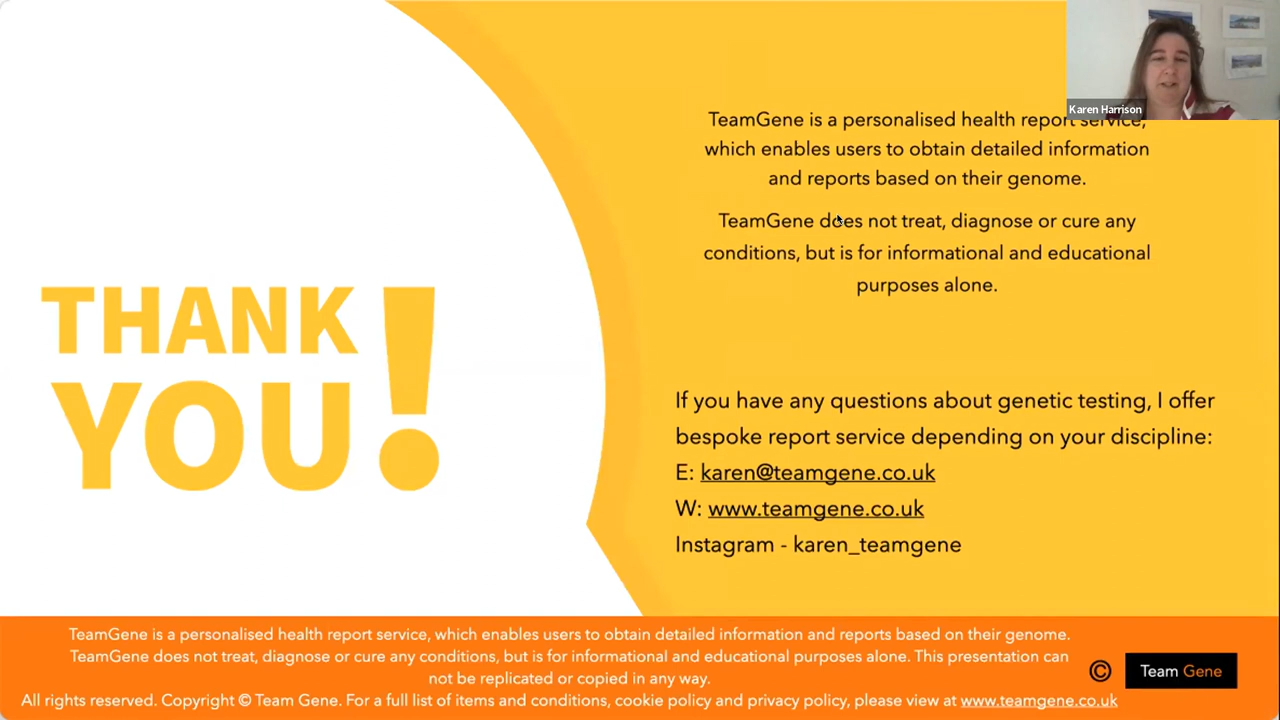 Karen Harrison
TeamGene is a personalised health report service,
which enables users to obtain detailed information
and reports based on their genome.
TeamGene does not treat, diagnose or cure any
conditions, but is for informational and educational
purposes alone.
THANK
YOU!
If you have any questions about genetic testing, I offer
bespoke report service depending on your discipline:
E: karen@teamgene.co.uk
W: www.teamgene.co.uk
Instagram - karen_teamgene
TeamGene is a personalised health report service, which enables users to obtain detailed information and reports based on their genome.
TeamGene does not treat, diagnose or cure any conditions, but is for informational and educational purposes alone. This presentation can
not be replicated or copied in any way.
All rights reserved. Copyright © Team Gene. For a full list of items and conditions, cookie policy and privacy policy, please view at www.teamgene.co.uk
© Team Gene